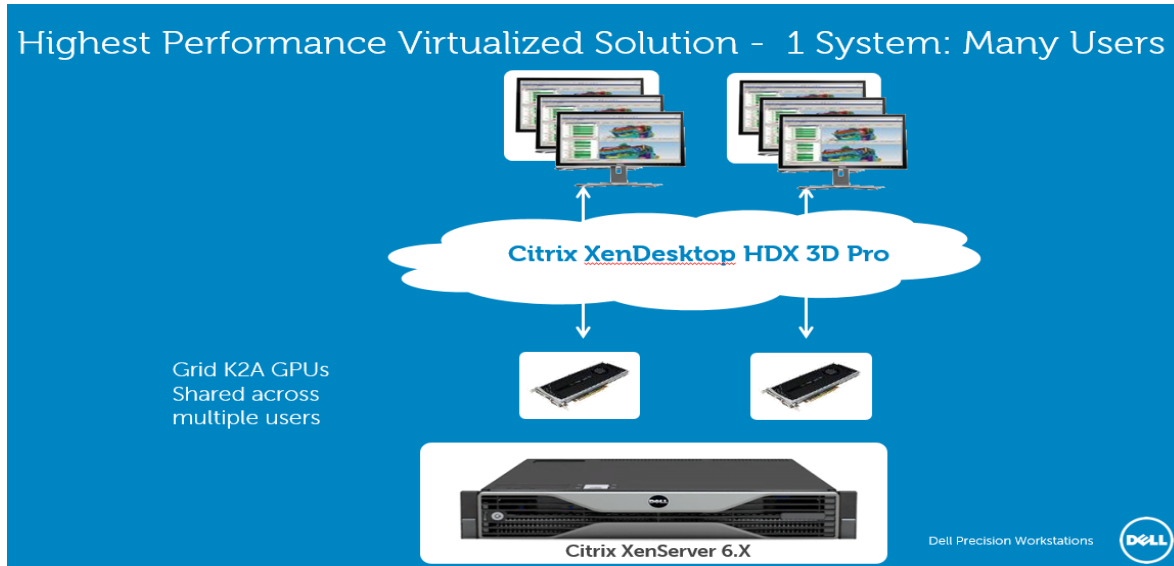 Highest Performance Virtualized Solution - 1 System: Many Users
Citrix XenDesktop HDX 3D Pro
Grid K2A GPUs
Shared across
multiple users
DELL
Citrix XenServer 6.X
Dell Precision Workstations
DELL